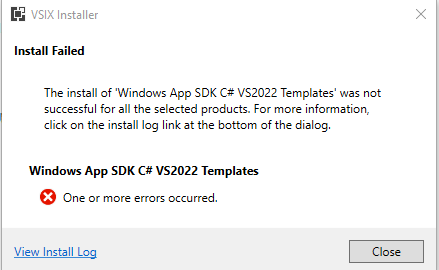 VSIX Installer
Install Failed
The install of 'Windows App SDK C# VS2022 Templates' was not
successful for all the selected products. For more information,
click on the install log link at the bottom of the dialog.
Windows App SDK C# VS2022 Templates
One or more errors occurred.
View Install Log
Close